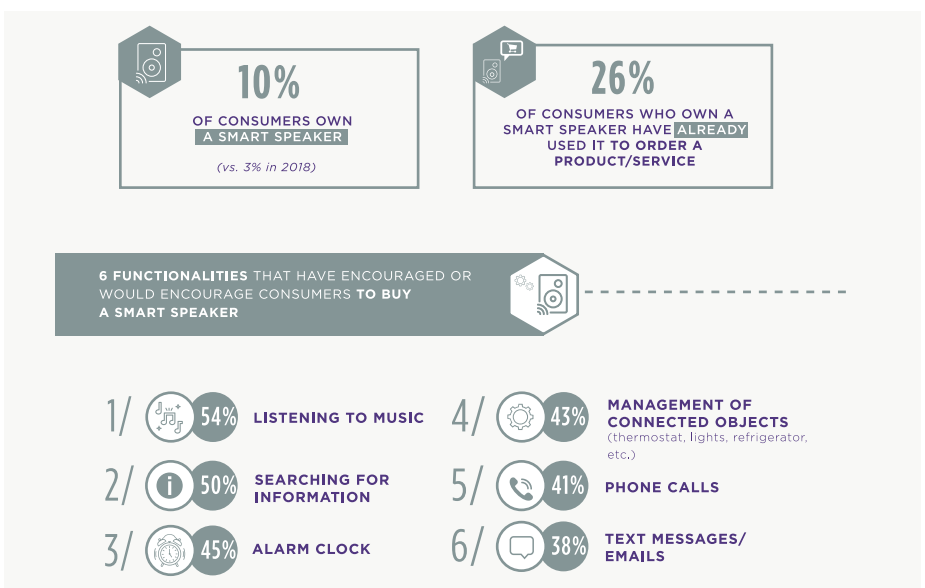 10%
OF CONSUMERS OWN
A SMART SPEAKER
(vs. 3% in 2018)
26%
OF CONSUMERS WHO OWN A
SMART SPEAKER HAVE ALREADY
USED IT TO ORDER A
PRODUCT/SERVICE
6 FUNCTIONALITIES THAT HAVE ENCOURAGED OR
WOULD ENCOURAGE CONSUMERS TO BUY
A SMART SPEAKER
1/ 54% LISTENING TO MUSIC
2/ 50% SEARCHING FOR
INFORMATION
3/ 45% ALARM CLOCK
4/ 43% MANAGEMENT OF
CONNECTED OBJECTS
(thermostat, lights, refrigerator,
etc.)
5/ 41% PHONE CALLS
6/ 38% TEXT MESSAGES/
EMAILS